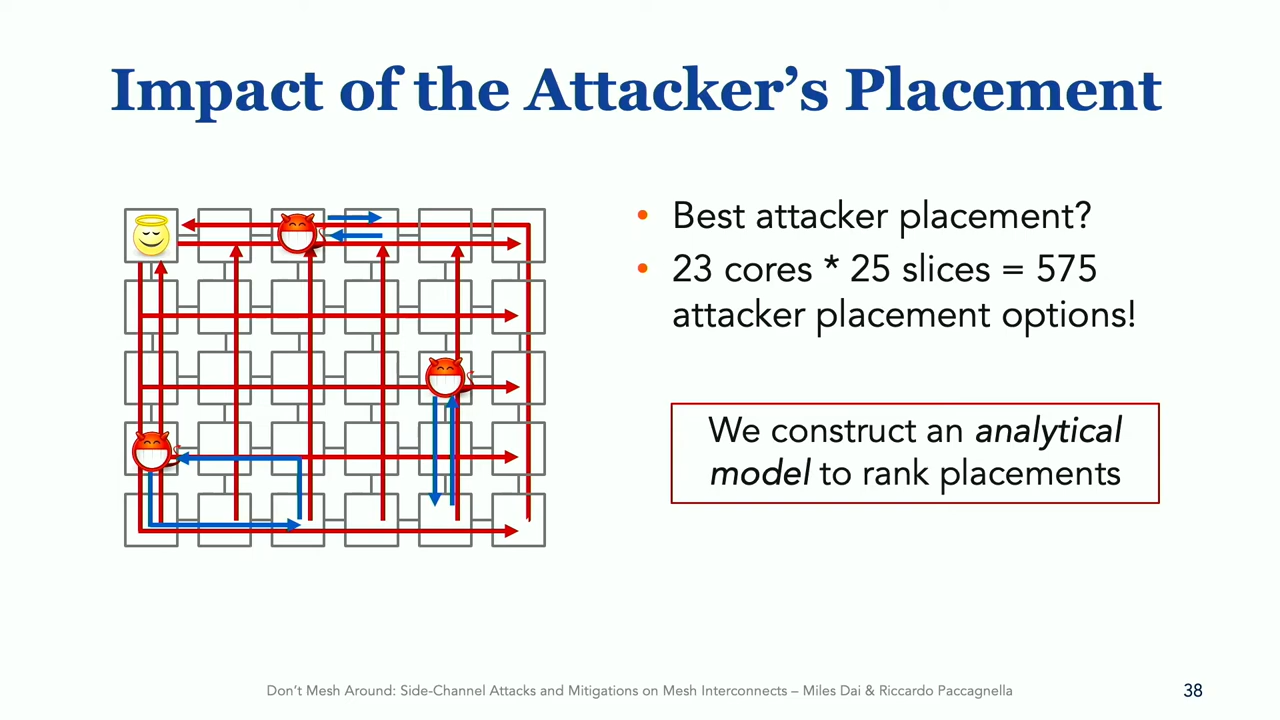 Impact of the Attacker’s Placement
• Best attacker placement?
• 23 cores * 25 slices = 575
attacker placement options!
We construct an analytical
model to rank placements
Don’t Mesh Around: Side-Channel Attacks and Mitigations on Mesh Interconnects – Miles Dai & Riccardo Paccagnella
38